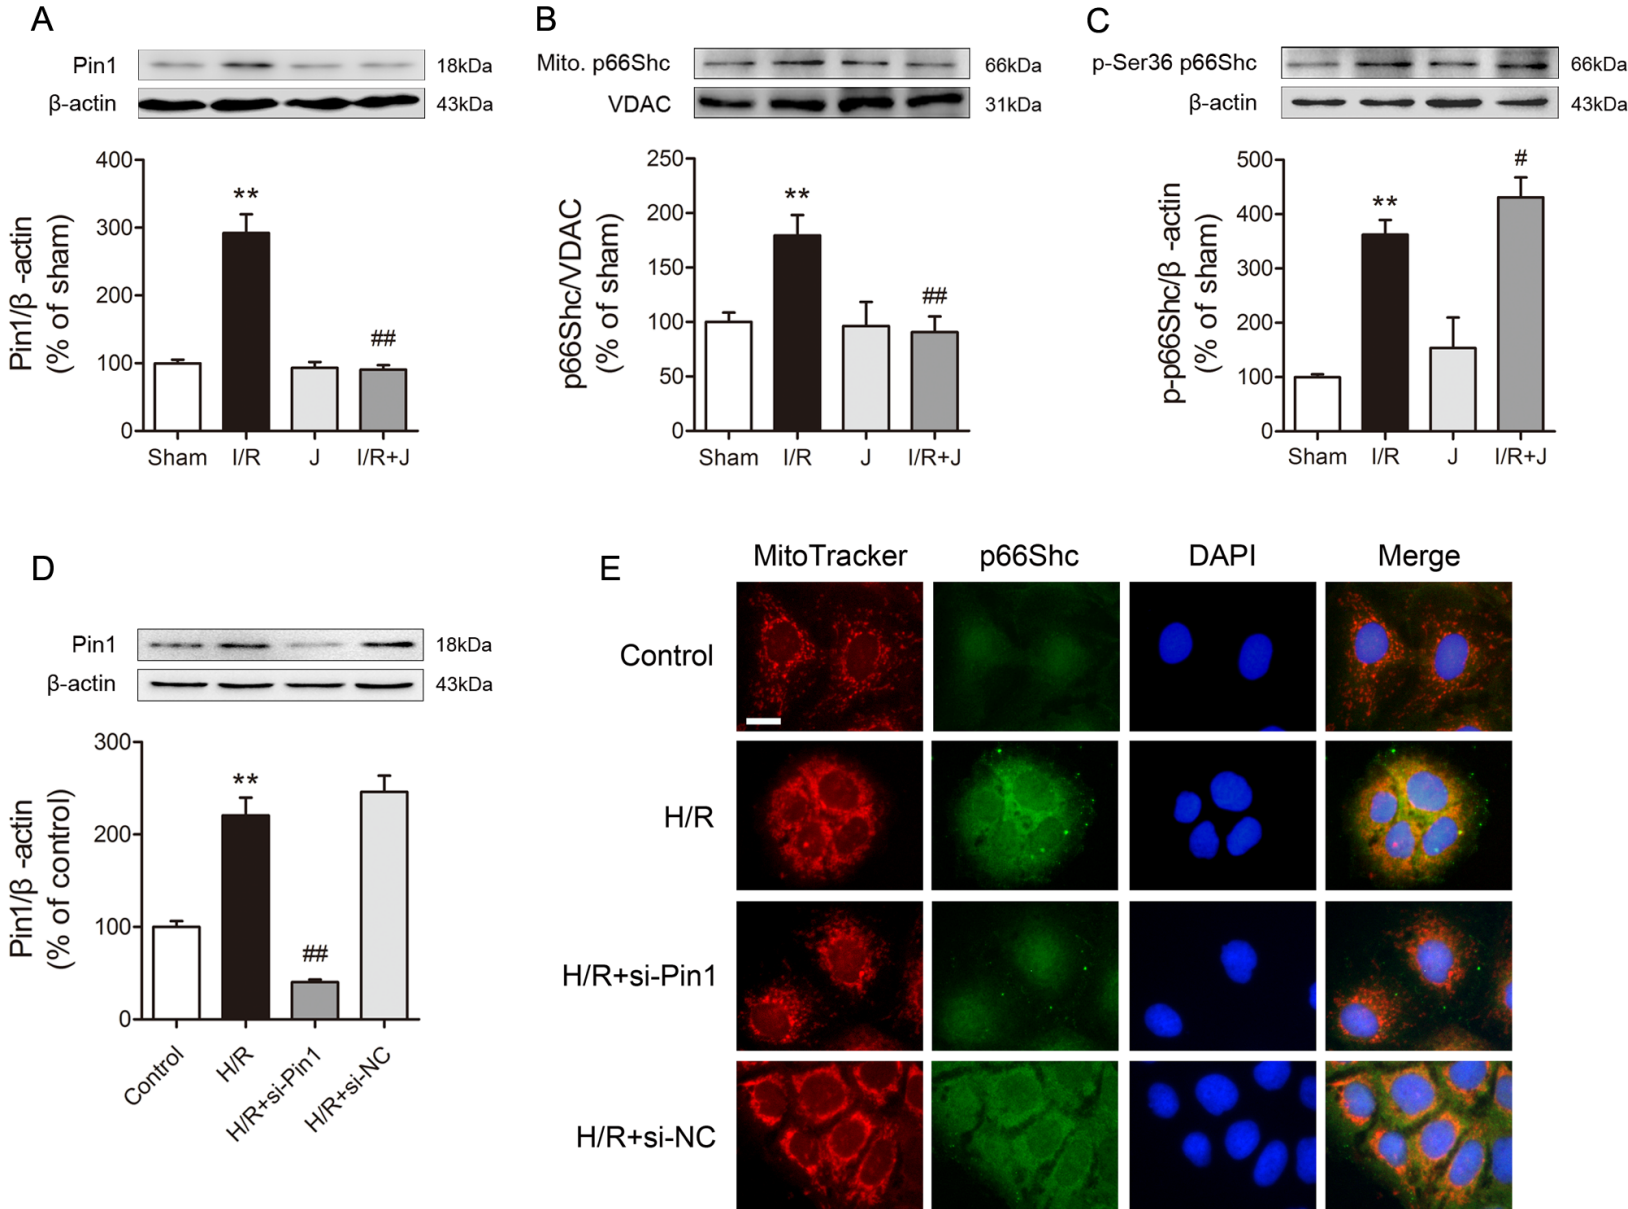 A
Pin1
18kDa
β-actin
43kDa
Pin1/β -actin
(% of sham)
400
300
200
100
0
**
##
Sham
I/R
J
I/R+J
B
Mito. p66Shc
66kDa
VDAC
31kDa
p66Shc/VDAC
(% of sham)
250
200
150
100
50
0
**
##
Sham
I/R
J
I/R+J
C
p-Ser36 p66Shc
66kDa
β-actin
43kDa
p-p66Shc/β -actin
(% of sham)
500
400
300
200
100
0
**
#
Sham
I/R
J
I/R+J
D
Pin1
18kDa
β-actin
43kDa
Pin1/β -actin
(% of control)
300
200
100
0
**
##
Control
H/R
H/R+si-Pin1
H/R+si-NC
E
MitoTracker
p66Shc
DAPI
Merge
Control
H/R
H/R+si-Pin1
H/R+si-NC